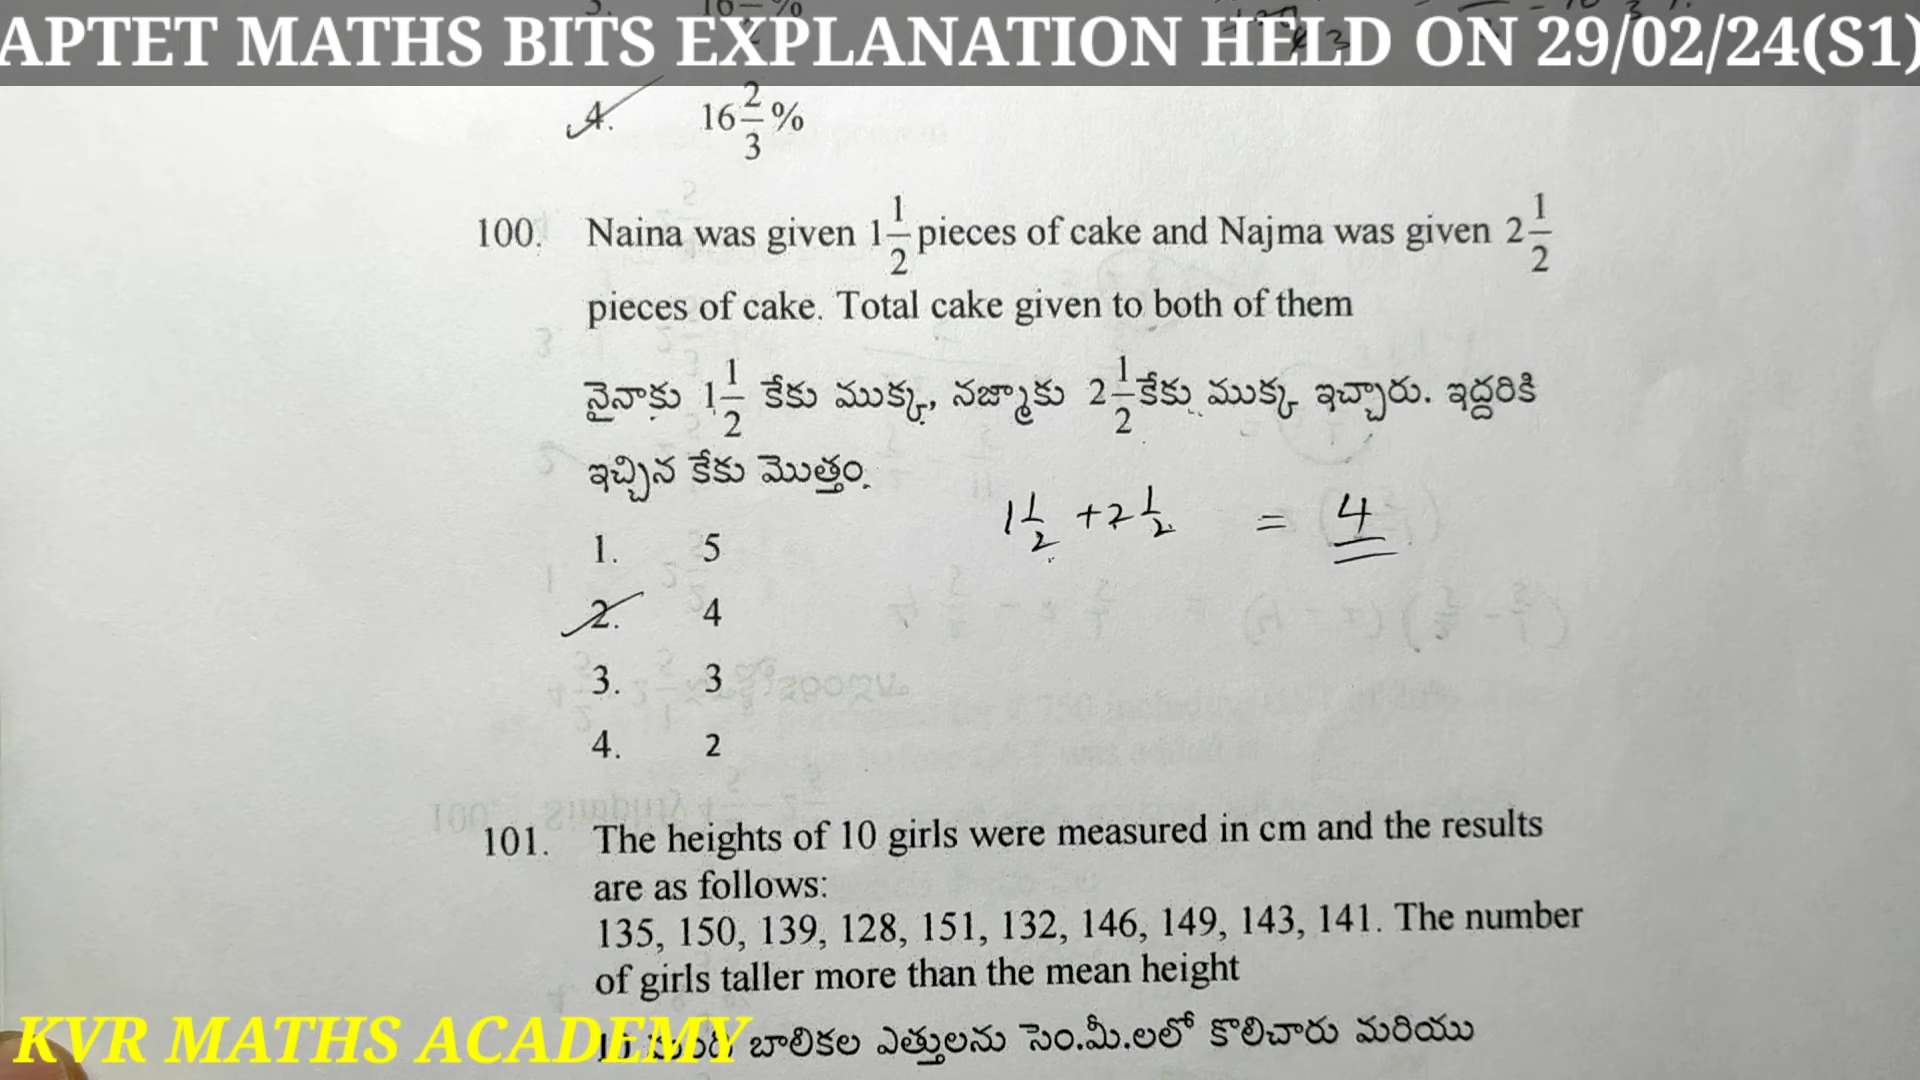 APTET MATHS BITS EXPLANATION HELD ON 29/02/24(S1)
4. 16 2/3 %
100. Naina was given 1 1/2 pieces of cake and Najma was given 2 1/2
pieces of cake. Total cake given to both of them
నైనాకు 1 1/2 కేకు ముక్క, నజ్మాకు 2 1/2 కేకు ముక్క ఇచ్చారు. ఇద్దరికి
ఇచ్చిన కేకు మొత్తం.
1 1/2 + 2 1/2 = 4
1. 5
2. 4
3. 3
4. 2
101. The heights of 10 girls were measured in cm and the results
are as follows:
135, 150, 139, 128, 151, 132, 146, 149, 143, 141. The number
of girls taller more than the mean height
బాలికల ఎత్తులను సెం.మీ.లలో కొలిచారు మరియు
KVR MATHS ACADEMY